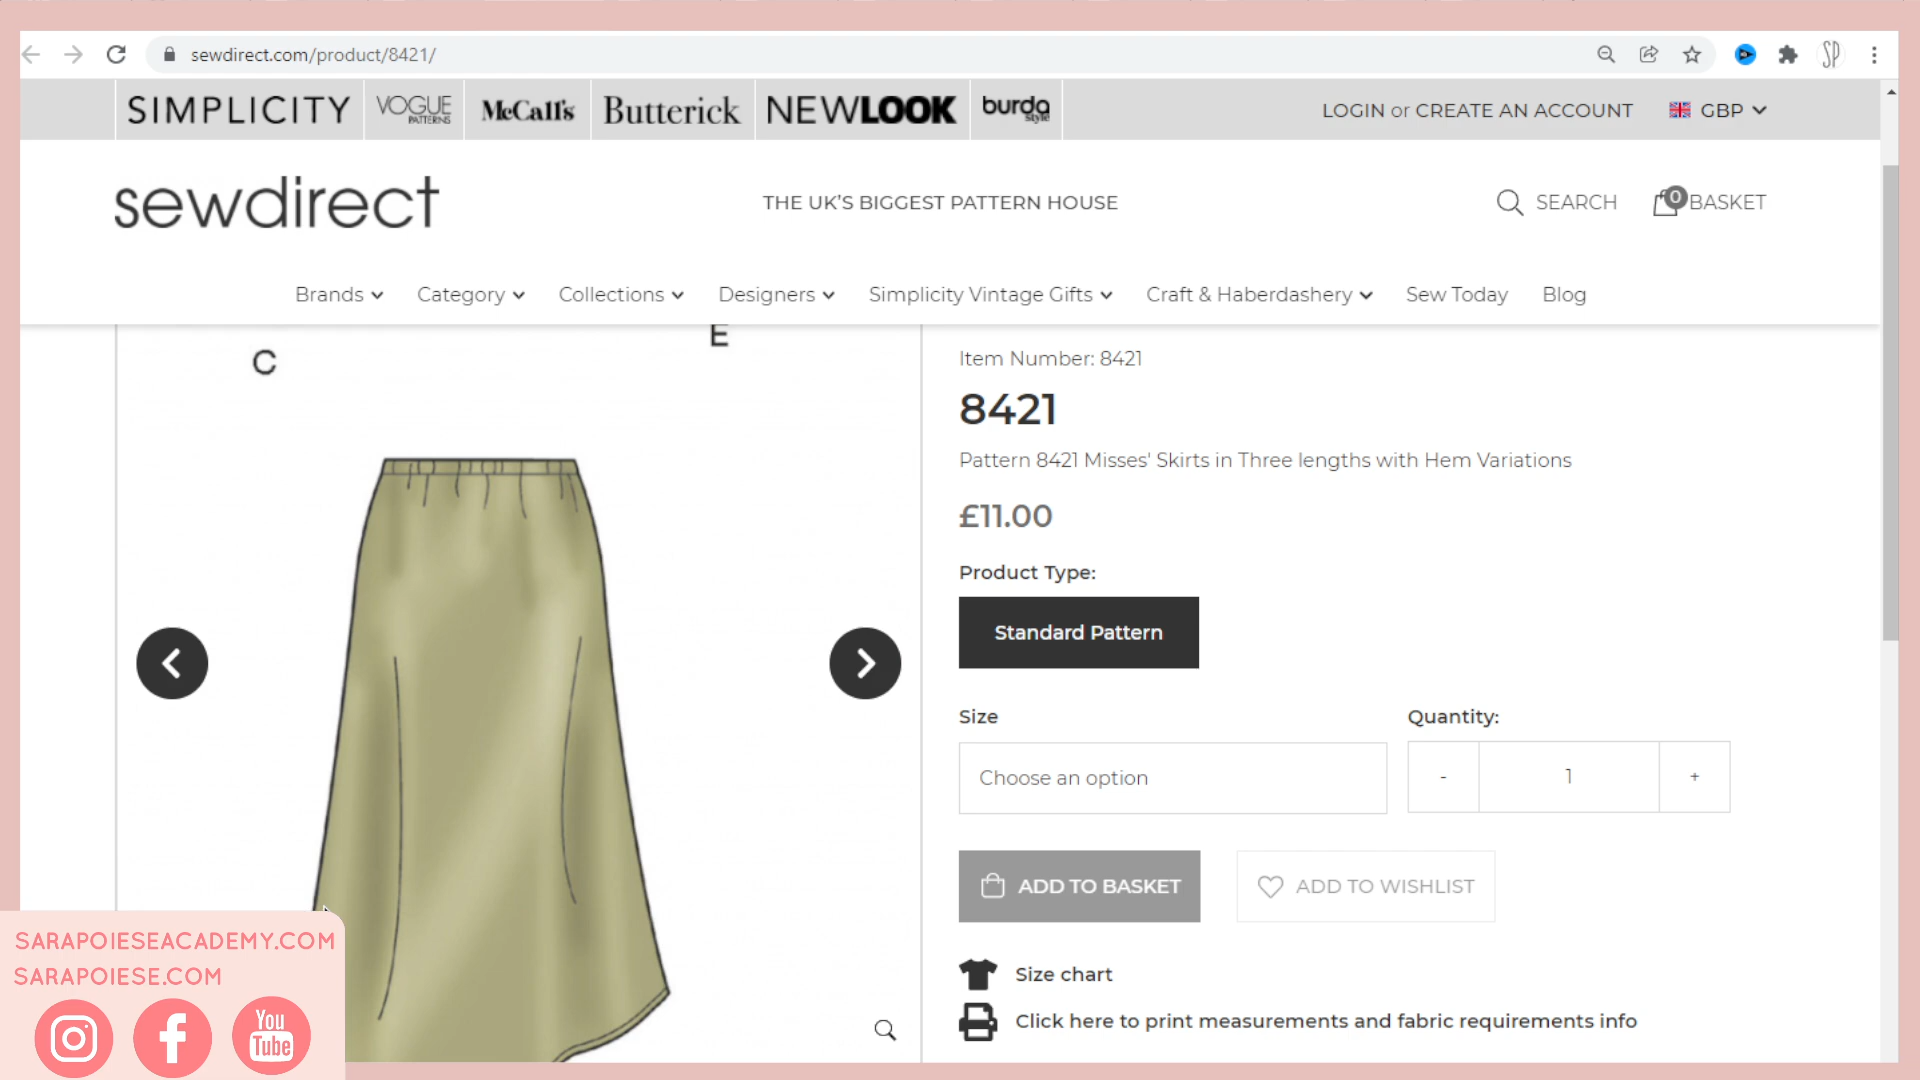 sewdirect.com/product/8421/
SP
SIMPLICITY VOGUE PATTERNS McCall's Butterick NEWLOOK burda style LOGIN or CREATE AN ACCOUNT GBP
sewdirect THE UK'S BIGGEST PATTERN HOUSE SEARCH 0 BASKET
Brands Category Collections Designers Simplicity Vintage Gifts Craft & Haberdashery Sew Today Blog
C
E
Item Number: 8421
8421
Pattern 8421 Misses' Skirts in Three lengths with Hem Variations
£11.00
Product Type:
Standard Pattern
Size Quantity:
Choose an option - 1 +
ADD TO BASKET ADD TO WISHLIST
Size chart
Click here to print measurements and fabric requirements info
SARAPOIESEACADEMY.COM
SARAPOIESE.COM
You
Tube